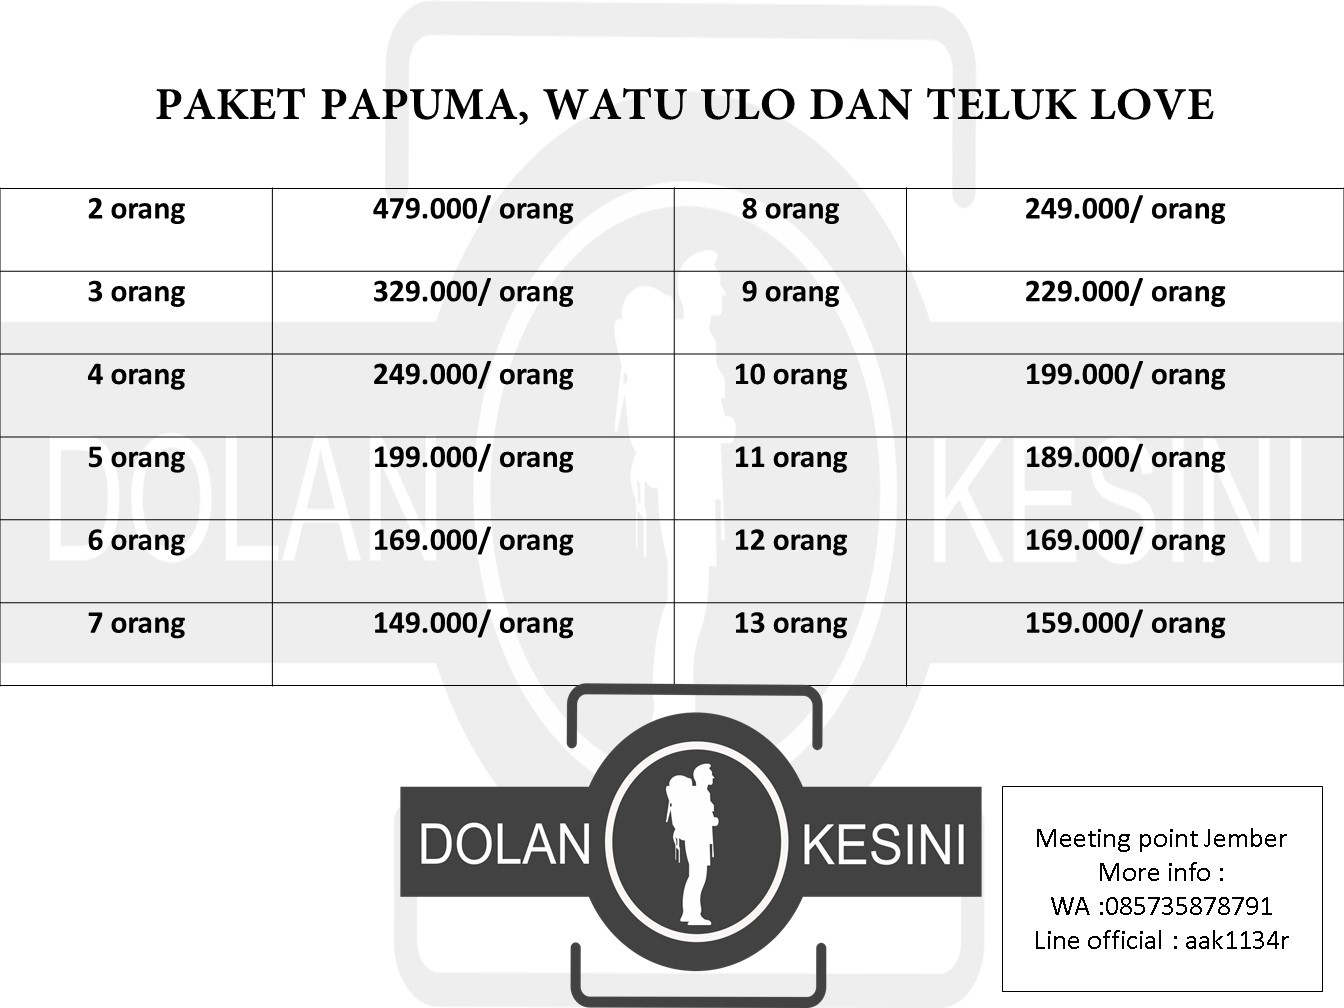 PAKET PAPUMA, WATU ULO DAN TELUK LOVE
2 orang 479.000/ orang 8 orang 249.000/ orang
3 orang 329.000/ orang 9 orang 229.000/ orang
4 orang 249.000/ orang 10 orang 199.000/ orang
5 orang 199.000/ orang 11 orang 189.000/ orang
6 orang 169.000/ orang 12 orang 169.000/ orang
7 orang 149.000/ orang 13 orang 159.000/ orang
DOLAN KESINI
DOLAN KESINI
Meeting point Jember
More info :
WA :085735878791
Line official : aak1134r